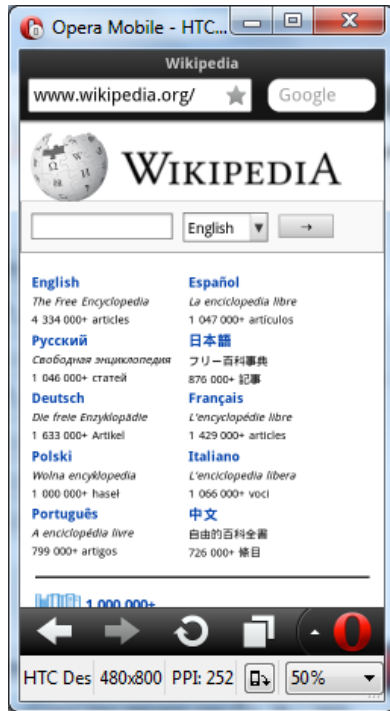 Opera Mobile - HTC...
Wikipedia
www.wikipedia.org/
Google
WIKIPEDIA
English
→
English
The Free Encyclopedia
4 334 000+ articles
Español
La enciclopedia libre
1 047 000+ artículos
Русский
Свободная энциклопедия
1 046 000+ статей
日本語
フリー百科事典
876 000+ 記事
Deutsch
Die freie Enzyklopädie
1 633 000+ Artikel
Français
L'encyclopédie libre
1 429 000+ articles
Polski
Wolna encyklopedia
1 000 000+ haseł
Italiano
L'enciclopedia libera
1 066 000+ voci
Português
A enciclopédia livre
799 000+ artigos
中文
自由的百科全書
726 000+ 條目
1 000 000+
HTC Des
480x800
PPI: 252
50%